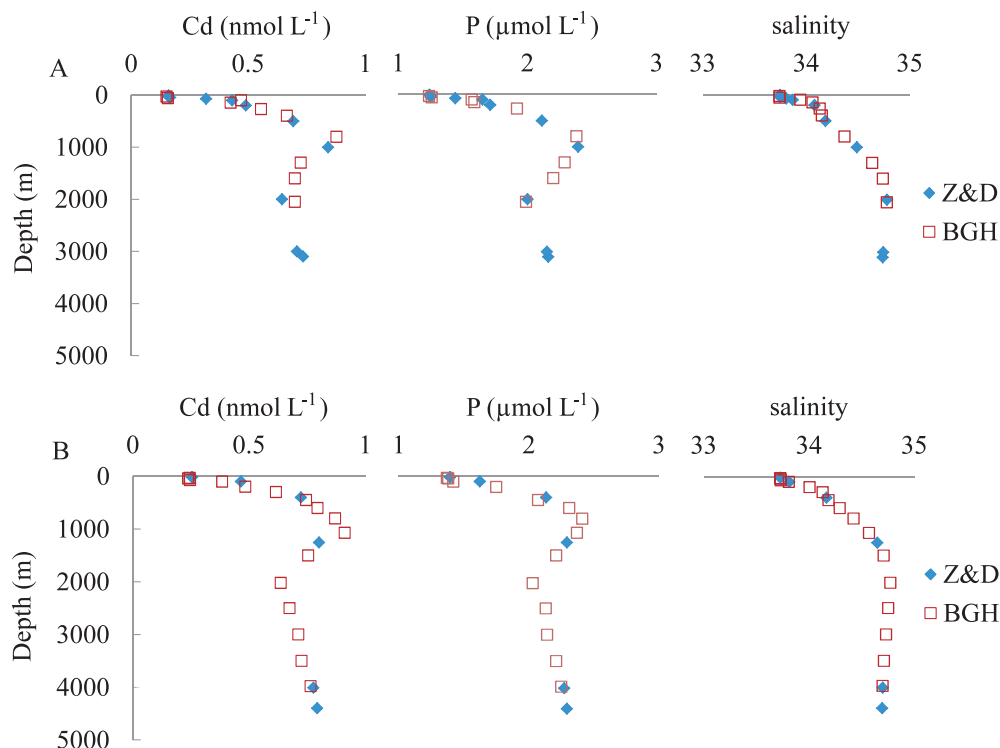 Cd (nmol L-1) P (µmol L-1) salinity
A 0 0.5 1 1 2 3 33 34 35
0
1000
2000
3000
4000
5000
Depth (m)
Z&D
BGH
Cd (nmol L-1) P (µmol L-1) salinity
B 0 0.5 1 1 2 3 33 34 35
0
1000
2000
3000
4000
5000
Depth (m)
Z&D
BGH